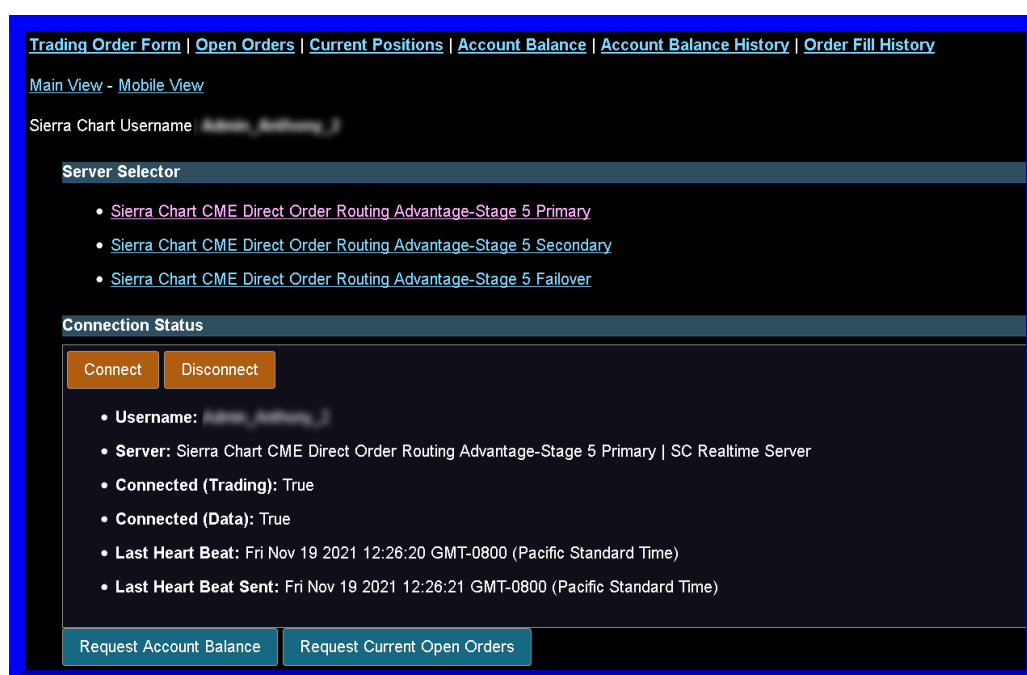 Trading Order Form | Open Orders | Current Positions | Account Balance | Account Balance History | Order Fill History
Main View - Mobile View
Sierra Chart Username
Server Selector
• Sierra Chart CME Direct Order Routing Advantage-Stage 5 Primary
• Sierra Chart CME Direct Order Routing Advantage-Stage 5 Secondary
• Sierra Chart CME Direct Order Routing Advantage-Stage 5 Failover
Connection Status
Connect Disconnect
• Username:
• Server: Sierra Chart CME Direct Order Routing Advantage-Stage 5 Primary | SC Realtime Server
• Connected (Trading): True
• Connected (Data): True
• Last Heart Beat: Fri Nov 19 2021 12:26:20 GMT-0800 (Pacific Standard Time)
• Last Heart Beat Sent: Fri Nov 19 2021 12:26:21 GMT-0800 (Pacific Standard Time)
Request Account Balance Request Current Open Orders